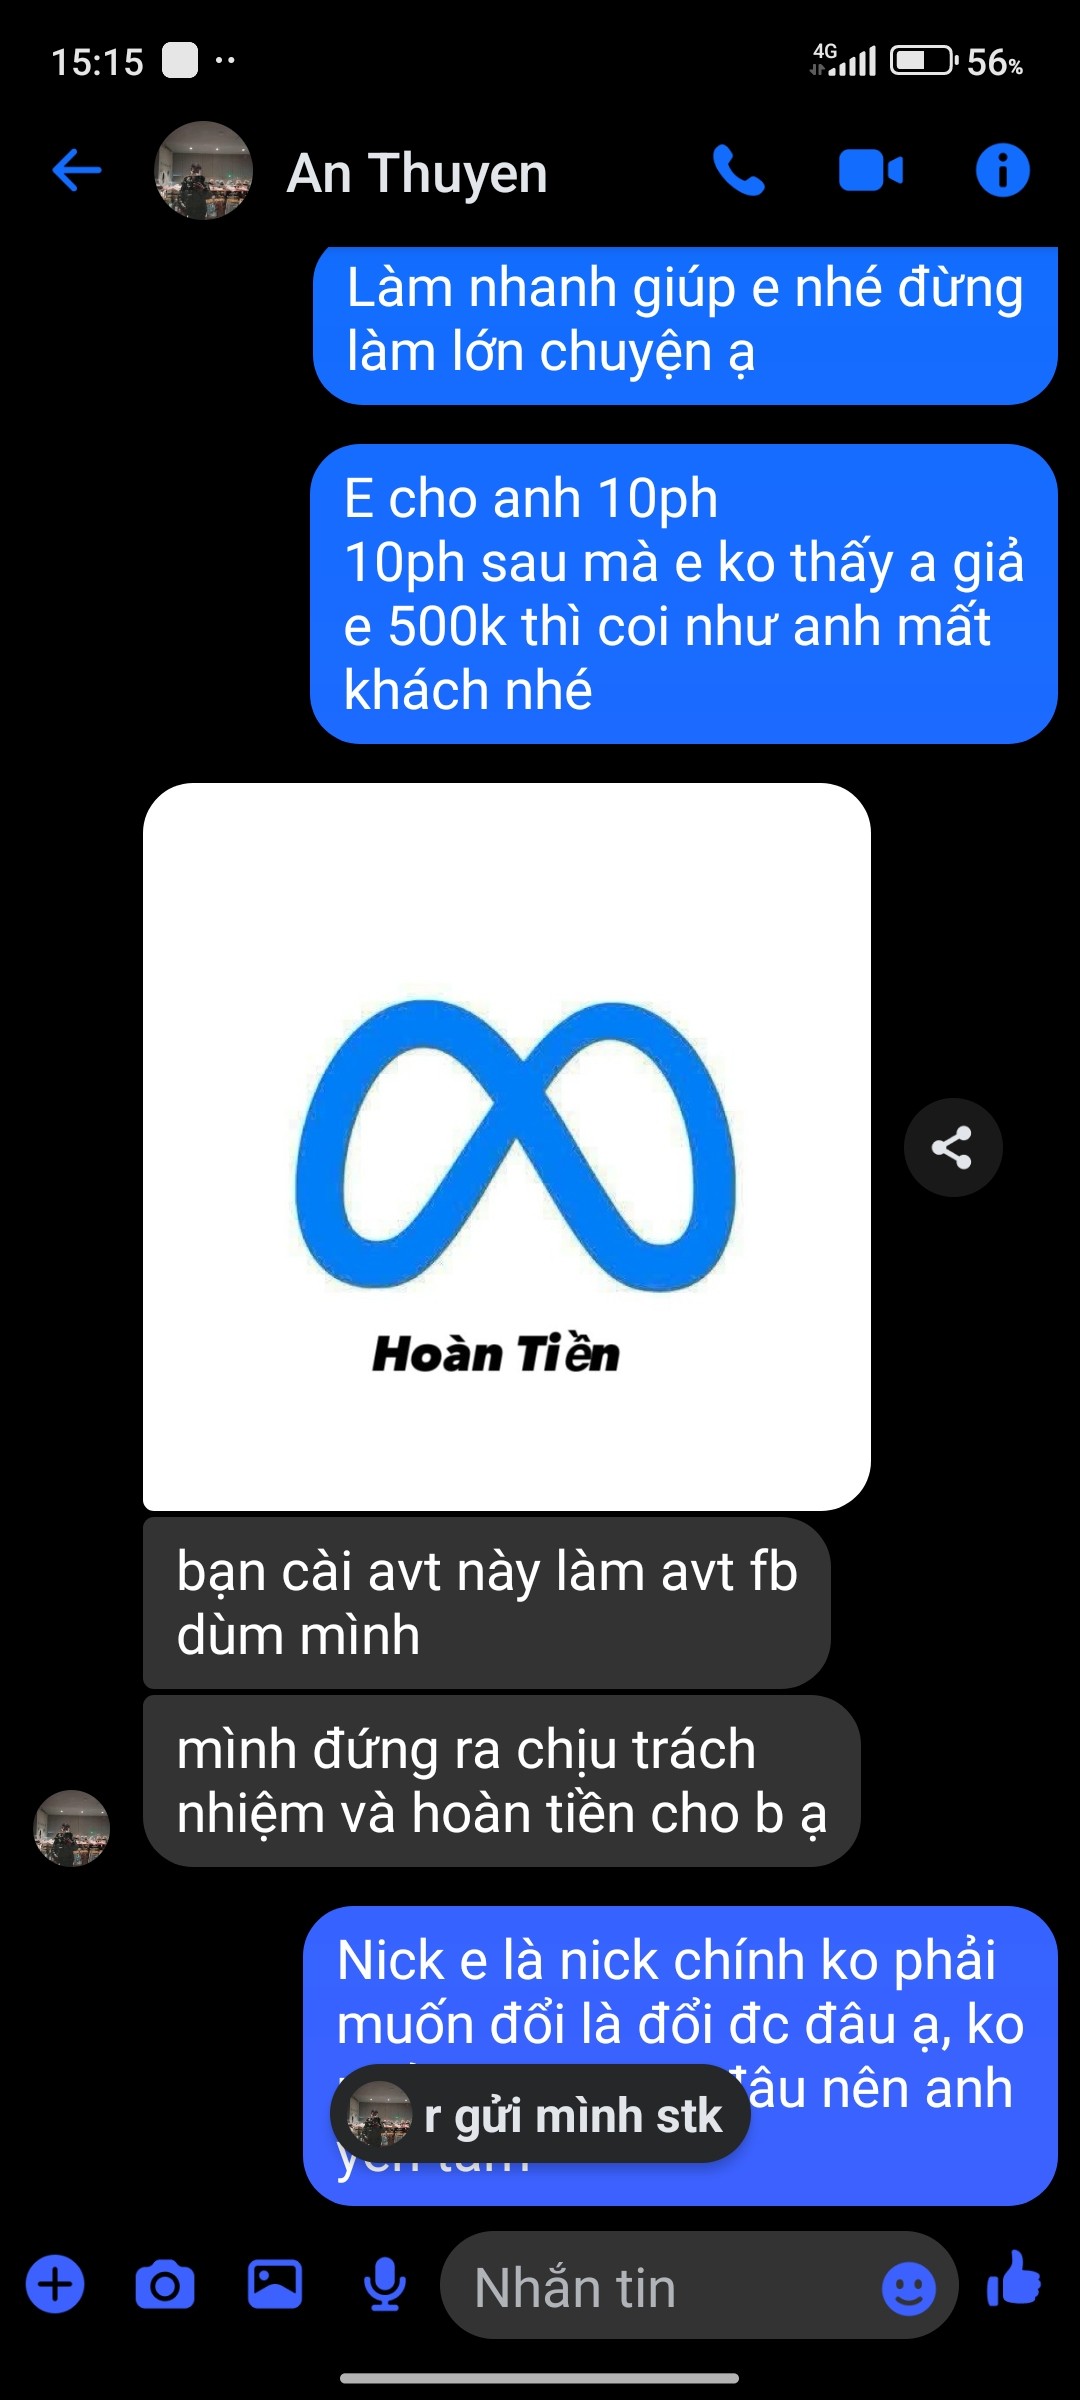 15:15
4G
56%
An Thuyen
Làm nhanh giúp e nhé đừng
làm lớn chuyện ạ
E cho anh 10ph
10ph sau mà e ko thấy a giả
e 500k thì coi như anh mất
khách nhé
Hoàn Tiền
bạn cài avt này làm avt fb
dùm mình
mình đứng ra chịu trách
nhiệm và hoàn tiền cho b ạ
Nick e là nick chính ko phải
muốn đổi là đổi đc đâu ạ, ko
đâu nên anh
r gửi mình stk
yên tâm
Nhắn tin